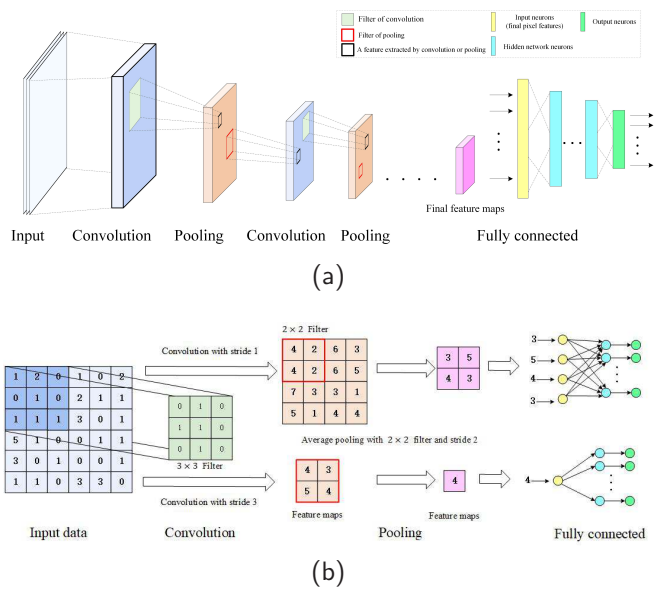 Filter of convolution
Filter of pooling
A feature extracted by convolution or pooling
Input neurons
(final pixel features)
Hidden network neurons
Output neurons
Final feature maps
Input Convolution Pooling Convolution Pooling Fully connected
(a)
2 × 2 Filter
4 2 6 3
4 2 6 5
7 3 3 1
5 1 4 4
Convolution with stride 1
3 5
4 3
3
5
4
3
1 2 0 1 0 2
0 1 0 2 1 1
1 1 1 3 0 1
5 1 0 0 1 1
3 0 1 0 0 1
1 1 0 3 3 0
0 1 0
1 1 0
0 1 0
3 × 3 Filter
Average pooling with 2 × 2 filter and stride 2
Convolution with stride 3
4 3
5 4
Feature maps
4
Feature maps
4
Input data Convolution Pooling Fully connected
(b)